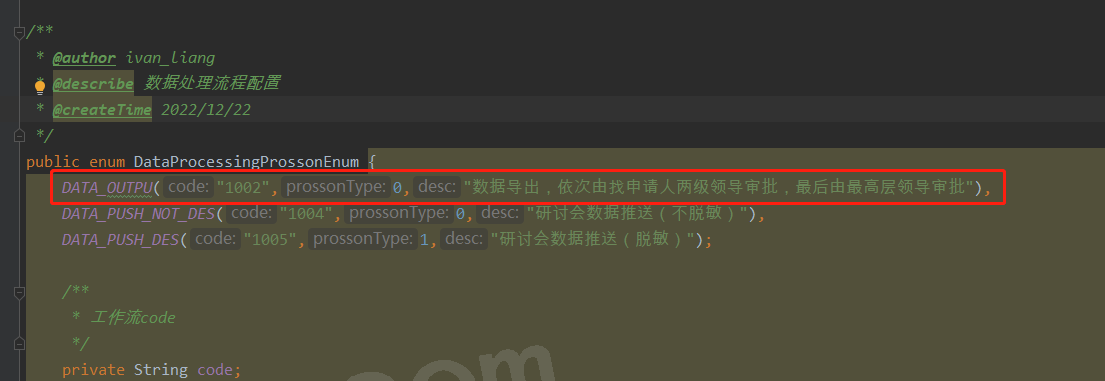 /**
* @author ivan_liang
* @describe 数据处理流程配置
* @createTime 2022/12/22
*/
public enum DataProcessingProssonEnum {
DATA_OUTPU( code: "1002", prossonType: 0, desc: "数据导出，依次由找申请人两级领导审批，最后由最高层领导审批"),
DATA_PUSH_NOT_DES( code: "1004", prossonType: 0, desc: "研讨会数据推送（不脱敏）"),
DATA_PUSH_DES( code: "1005", prossonType: 1, desc: "研讨会数据推送（脱敏）");
/**
* 工作流code
*/
private String code;